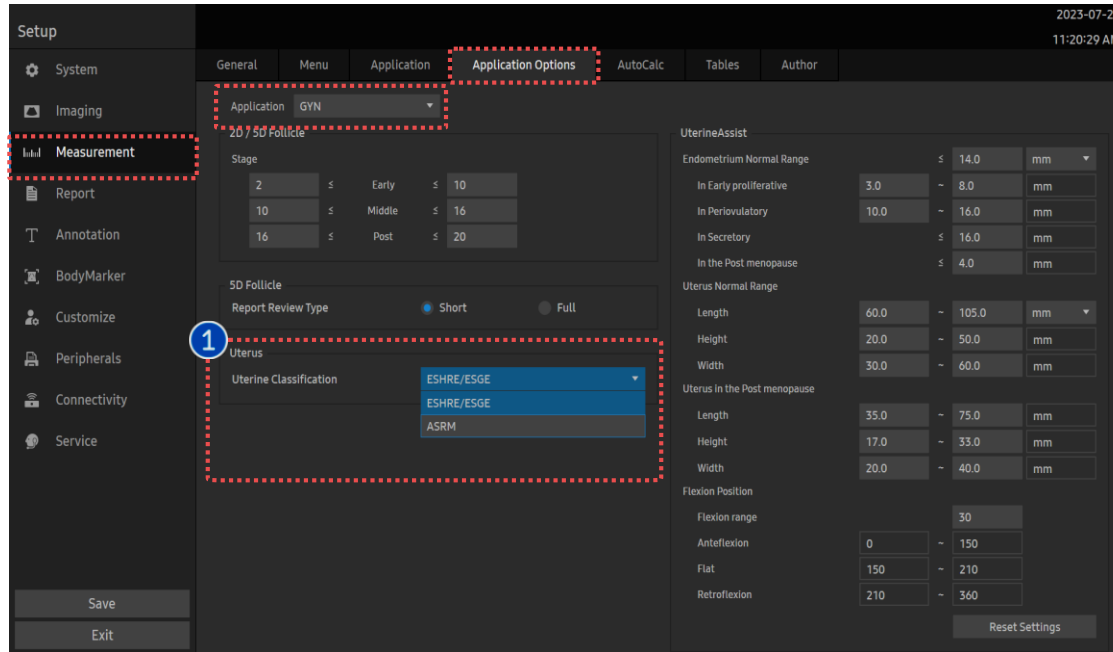 Setup
2023-07-2
11:20:29 AM
System
Imaging
Measurement
Report
Annotation
BodyMarker
Customize
Peripherals
Connectivity
Service
Save
Exit
General Menu Application Application Options AutoCalc Tables Author
Application GYN
2D / 5D Follicle
Stage
2 ≤ Early ≤ 10
10 ≤ Middle ≤ 16
16 ≤ Post ≤ 20
5D Follicle
Report Review Type Short Full
1
Uterus
Uterine Classification ESHRE/ESGE
ESHRE/ESGE
ASRM
UterineAssist
Endometrium Normal Range ≤ 14.0 mm
In Early proliferative 3.0 ~ 8.0 mm
In Periovulatory 10.0 ~ 16.0 mm
In Secretory ≤ 16.0 mm
In the Post menopause ≤ 4.0 mm
Uterus Normal Range
Length 60.0 ~ 105.0 mm
Height 20.0 ~ 50.0 mm
Width 30.0 ~ 60.0 mm
Uterus in the Post menopause
Length 35.0 ~ 75.0 mm
Height 17.0 ~ 33.0 mm
Width 20.0 ~ 40.0 mm
Flexion Position
Flexion range 30
Anteflexion 0 ~ 150
Flat 150 ~ 210
Retroflexion 210 ~ 360
Reset Settings